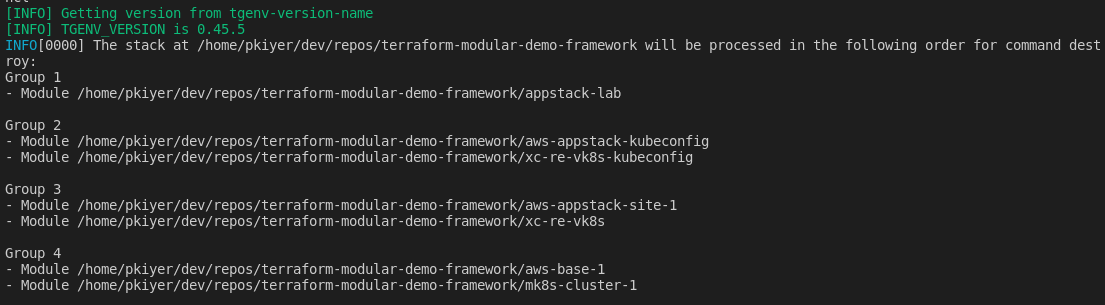 [INFO] Getting version from tgenv-version-name
[INFO] TGENV_VERSION is 0.45.5
INFO[0000] The stack at /home/pkiyer/dev/repos/terraform-modular-demo-framework will be processed in the following order for command dest
roy:
Group 1
- Module /home/pkiyer/dev/repos/terraform-modular-demo-framework/appstack-lab
Group 2
- Module /home/pkiyer/dev/repos/terraform-modular-demo-framework/aws-appstack-kubeconfig
- Module /home/pkiyer/dev/repos/terraform-modular-demo-framework/xc-re-vk8s-kubeconfig
Group 3
- Module /home/pkiyer/dev/repos/terraform-modular-demo-framework/aws-appstack-site-1
- Module /home/pkiyer/dev/repos/terraform-modular-demo-framework/xc-re-vk8s
Group 4
- Module /home/pkiyer/dev/repos/terraform-modular-demo-framework/aws-base-1
- Module /home/pkiyer/dev/repos/terraform-modular-demo-framework/mk8s-cluster-1